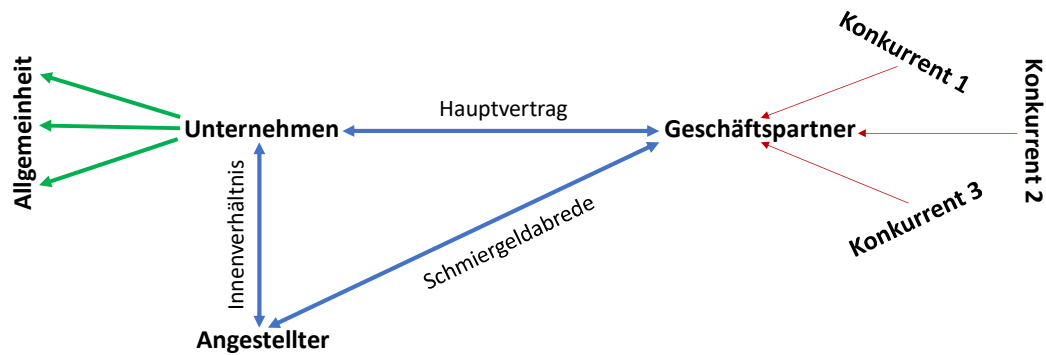 Allgemeinheit
Unternehmen
Hauptvertrag
Geschäftspartner
Konkurrent 1
Konkurrent 2
Konkurrent 3
Innenverhältnis
Schmiergeldabrede
Angestellter